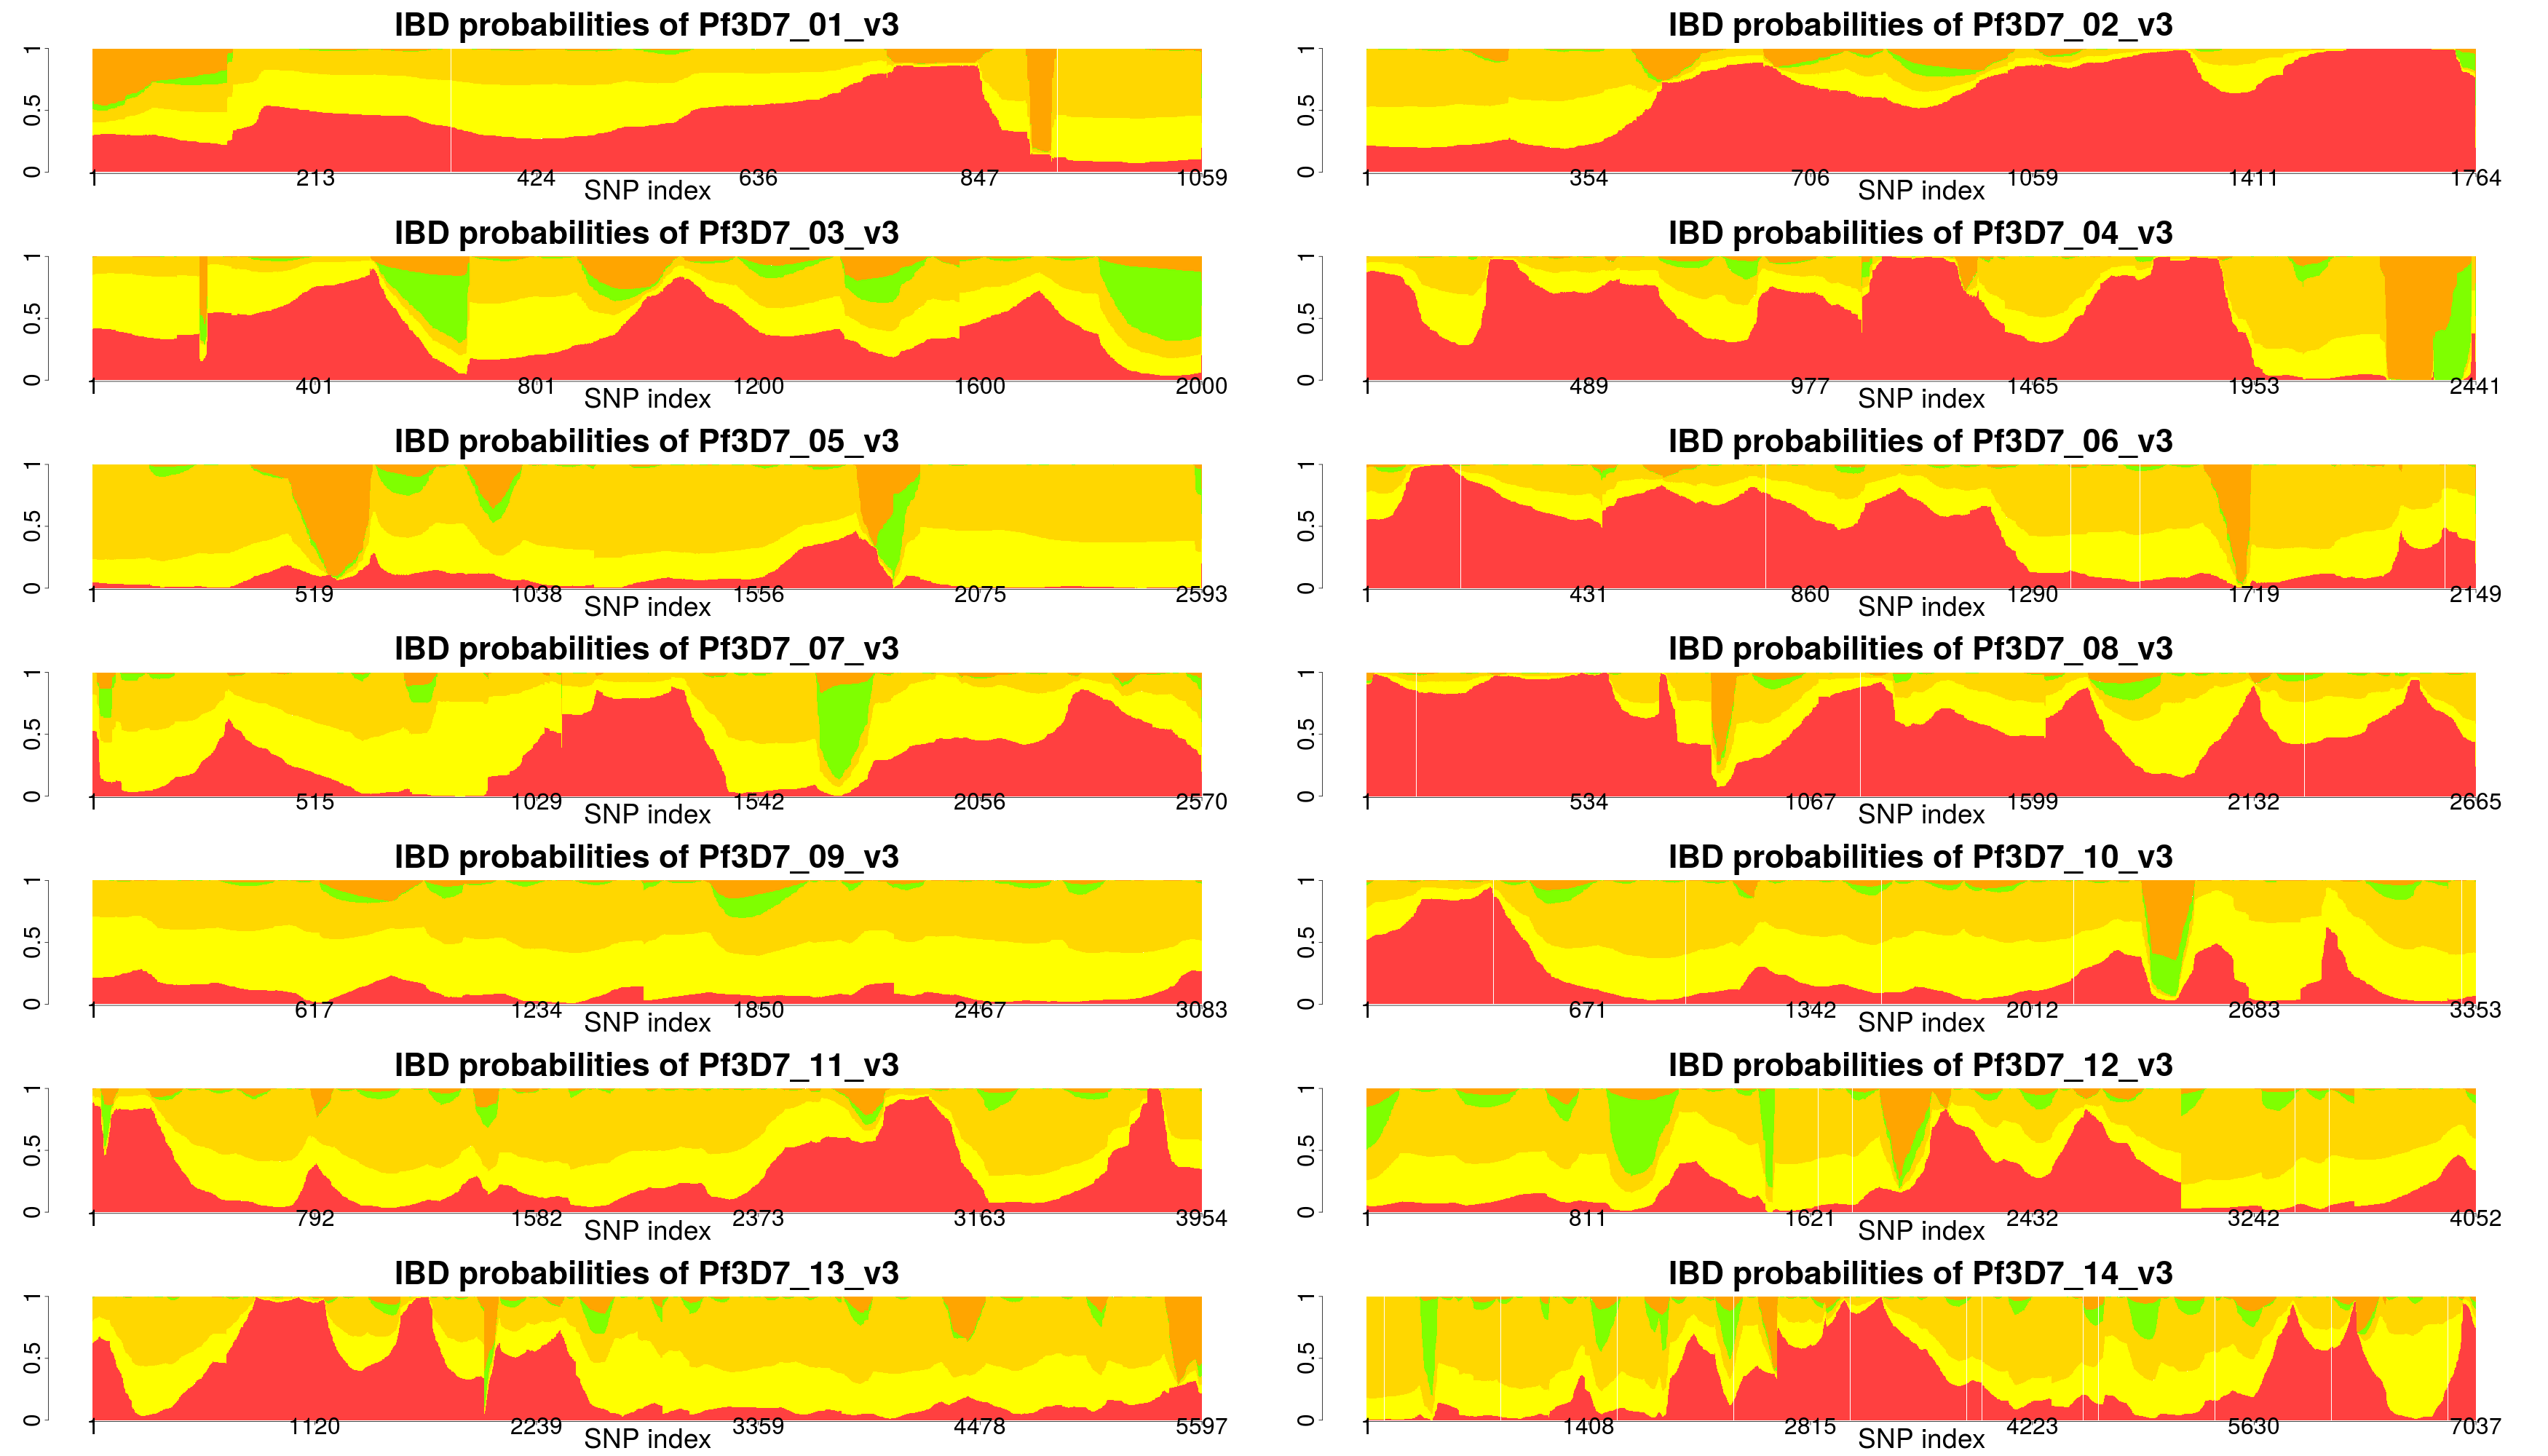 IBD probabilities of Pf3D7_01_v3
0 0.5 1
1 213 424 636 847 1059
SNP index
IBD probabilities of Pf3D7_02_v3
0 0.5 1
1 354 706 1059 1411 1764
SNP index
IBD probabilities of Pf3D7_03_v3
0 0.5 1
1 401 801 1200 1600 2000
SNP index
IBD probabilities of Pf3D7_04_v3
0 0.5 1
1 489 977 1465 1953 2441
SNP index
IBD probabilities of Pf3D7_05_v3
0 0.5 1
1 519 1038 1556 2075 2593
SNP index
IBD probabilities of Pf3D7_06_v3
0 0.5 1
1 431 860 1290 1719 2149
SNP index
IBD probabilities of Pf3D7_07_v3
0 0.5 1
1 515 1029 1542 2056 2570
SNP index
IBD probabilities of Pf3D7_08_v3
0 0.5 1
1 534 1067 1599 2132 2665
SNP index
IBD probabilities of Pf3D7_09_v3
0 0.5 1
1 617 1234 1850 2467 3083
SNP index
IBD probabilities of Pf3D7_10_v3
0 0.5 1
1 671 1342 2012 2683 3353
SNP index
IBD probabilities of Pf3D7_11_v3
0 0.5 1
1 792 1582 2373 3163 3954
SNP index
IBD probabilities of Pf3D7_12_v3
0 0.5 1
1 811 1621 2432 3242 4052
SNP index
IBD probabilities of Pf3D7_13_v3
0 0.5 1
1 1120 2239 3359 4478 5597
SNP index
IBD probabilities of Pf3D7_14_v3
0 0.5 1
1 1408 2815 4223 5630 7037
SNP index